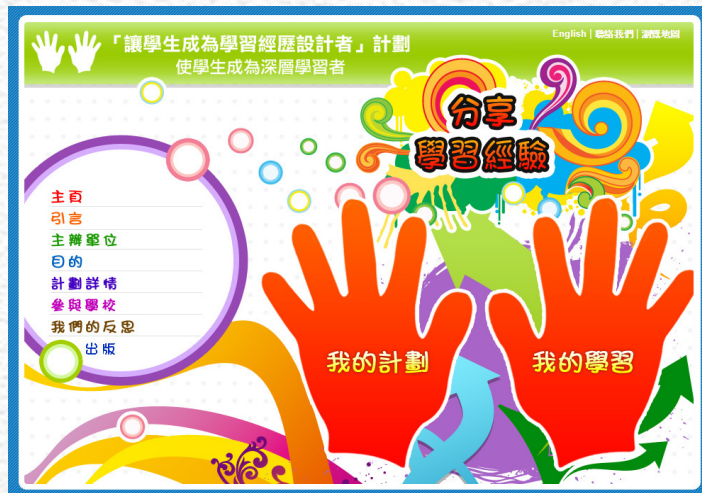 「讓學生成為學習經歷設計者」計劃
English | 聯絡我們 | 瀏覽地圖
使學生成為深層學習者
分享
學習經驗
主頁
引言
主辦單位
目的
計劃詳情
參與學校
我們的反思
出版
我的計劃
我的學習